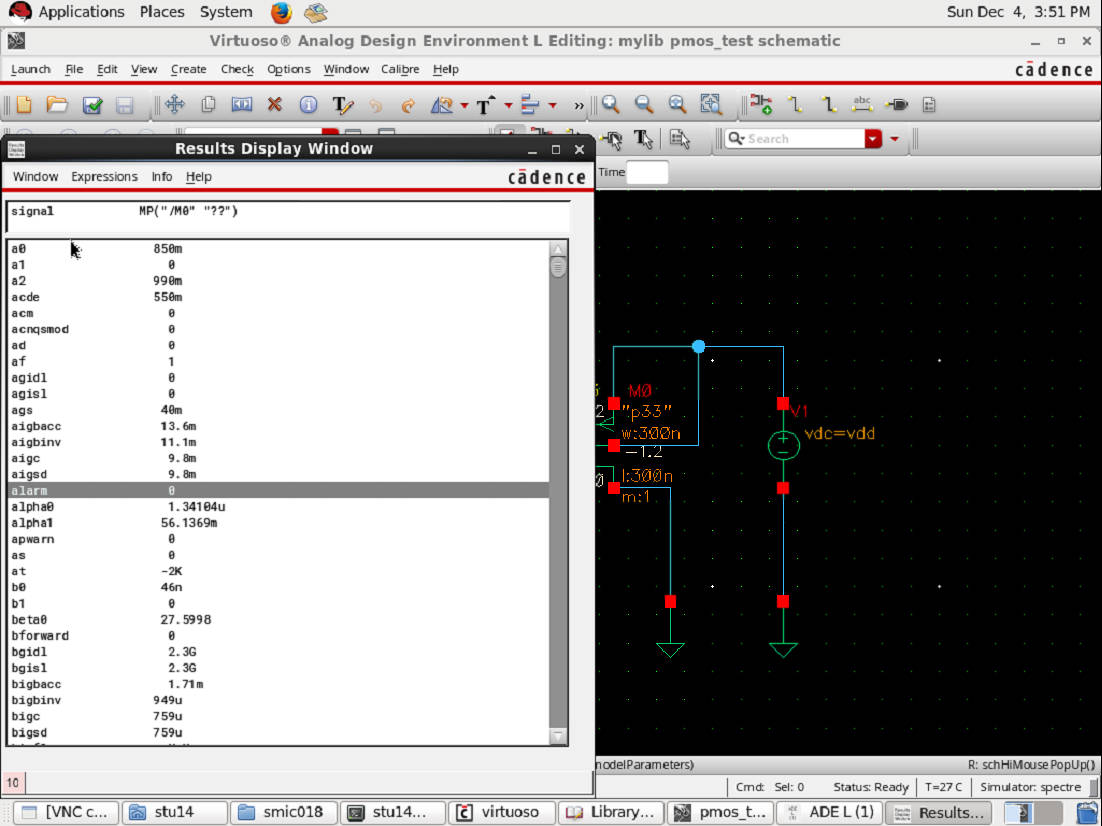 Applications Places System Sun Dec 4, 3:51 PM
Virtuoso® Analog Design Environment L Editing: mylib pmos_test schematic
Launch File Edit View Create Check Options Window Calibre Help cādence
T T » abc
Results Display Window
T Search
Window Expressions Info Help cādence
Time
signal MP("/M0" "??")
a0 850m
a1 0
a2 990m
acde 550m
acm 0
acnqsmod 0
ad 0
af 1
agidl 0
agisl 0
ags 40m
aigbacc 13.6m
aigbinv 11.1m
aigc 9.8m
aigsd 9.8m
alarm 0
alpha0 1.34104u
alpha1 56.1369m
apwarn 0
as 0
at -2K
b0 46n
b1 0
beta0 27.5998
bforward 0
bgidl 2.3G
bgisl 2.3G
bigbacc 1.71m
bigbinv 949u
bigc 759u
bigsd 759u
M0
"p33"
w:300n
-1.2
l:300n
m:1
V1
vdc=vdd
nodelParameters) R: schHiMousePopUp()
10
Cmd: Sel: 0 Status: Ready T=27 C Simulator: spectre
[VNC c... stu14 smic018 stu14... virtuoso Library... pmos_t... ADE L (1) Results...